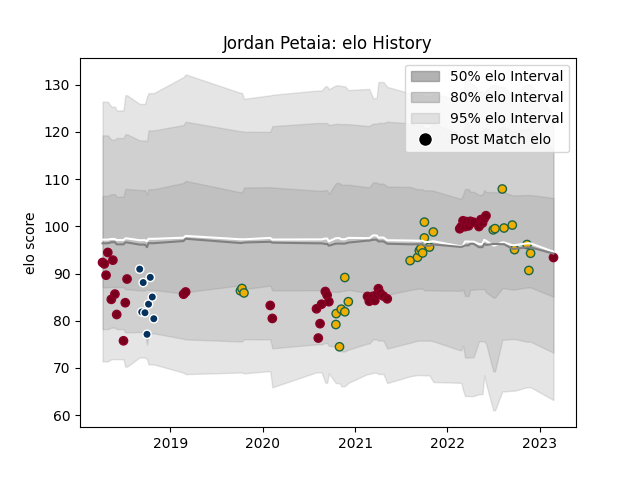 Jordan Petaia: elo History
50% elo Interval
80% elo Interval
95% elo Interval
Post Match elo
elo score
130
120
110
100
90
80
70
60
2019
2020
2021
2022
2023